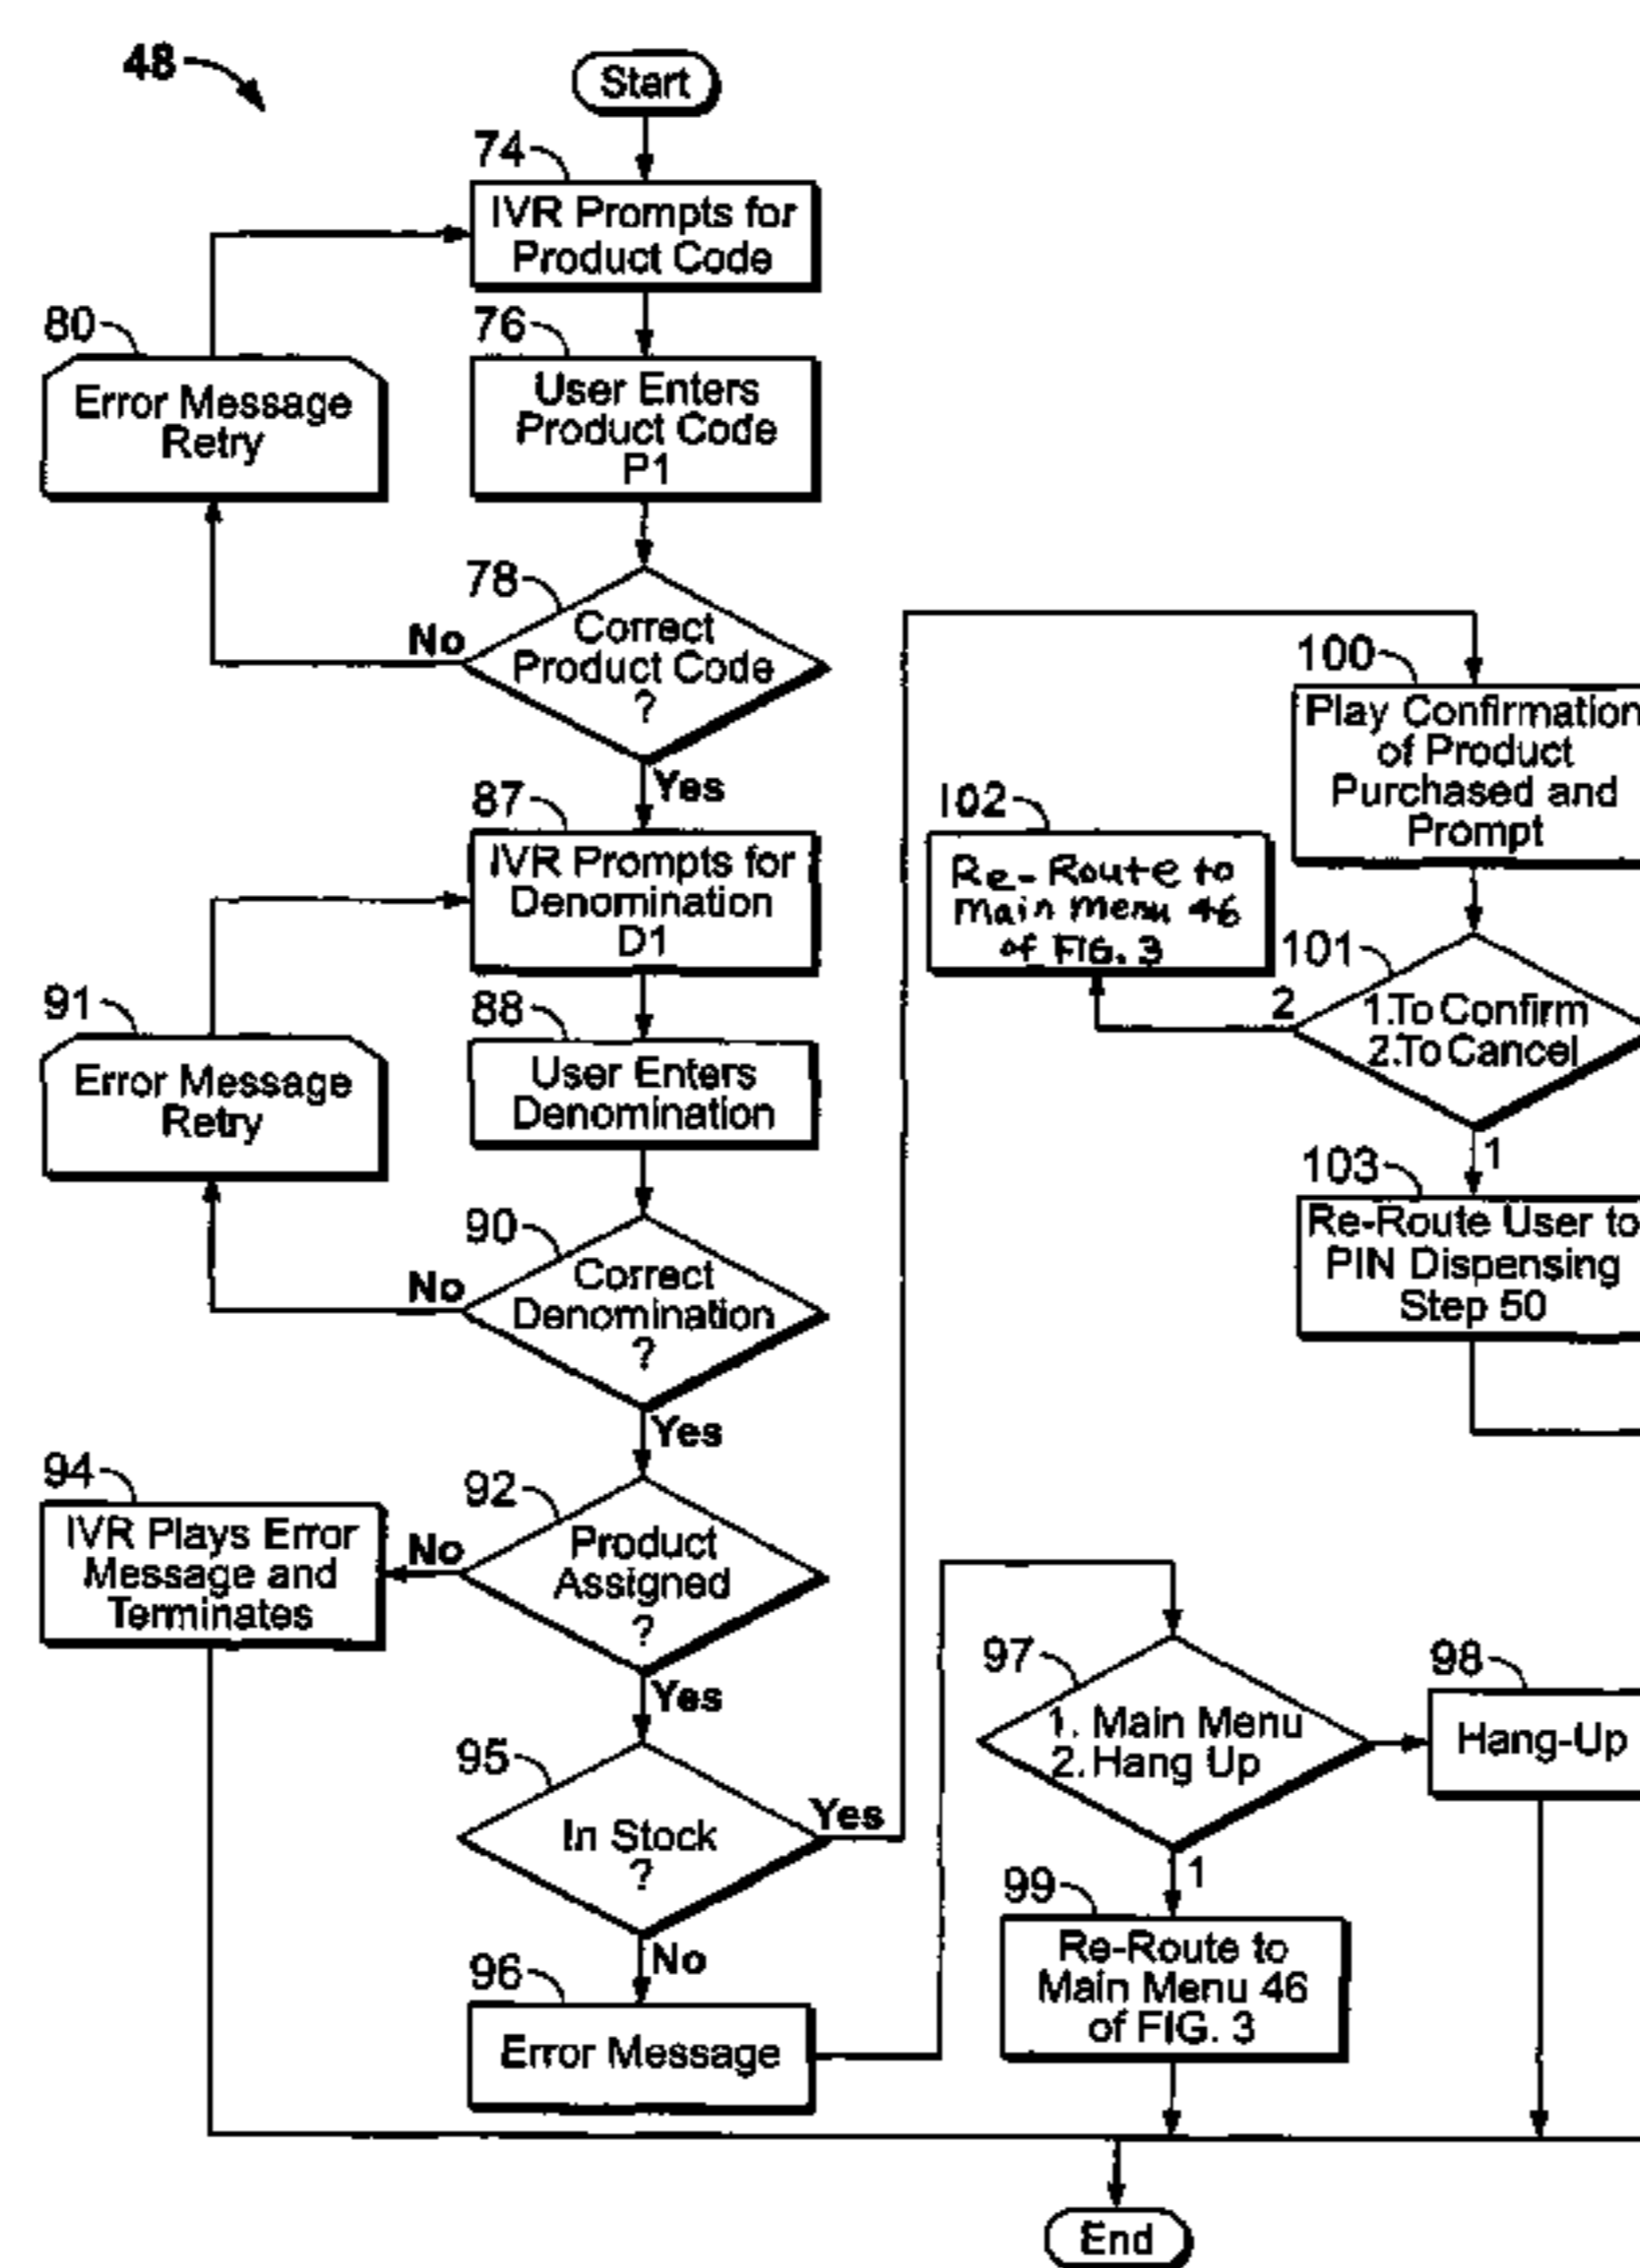 48
Start
74
IVR Prompts for
Product Code
80
Error Message
Retry
76
User Enters
Product Code
P1
78
Correct
Product Code
?
No
Yes
87
IVR Prompts for
Denomination
D1
91
Error Message
Retry
88
User Enters
Denomination
90
Correct
Denomination
?
No
Yes
94
IVR Plays Error
Message and
Terminates
92
Product
Assigned
?
No
Yes
95
In Stock
?
Yes
No
96
Error Message
100
Play Confirmation
of Product
Purchased and
Prompt
102
Re-Route to
main menu 46
of FIG. 3
101
1.To Confirm
2.To Cancel
2
1
103
Re-Route User to
PIN Dispensing
Step 50
97
1. Main Menu
2. Hang Up
1
98
Hang-Up
99
Re-Route to
Main Menu 46
of FIG. 3
End